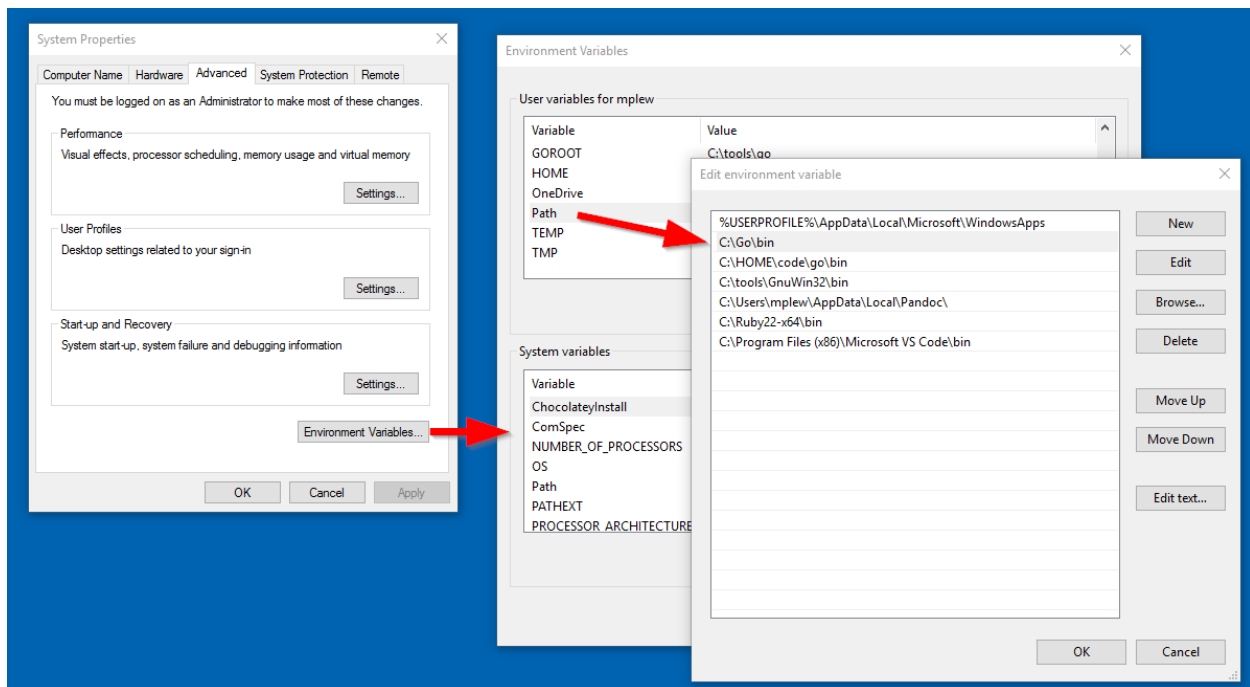 System Properties
Computer Name Hardware Advanced System Protection Remote
You must be logged on as an Administrator to make most of these changes.
Performance
Visual effects, processor scheduling, memory usage and virtual memory
Settings...
User Profiles
Desktop settings related to your sign-in
Settings...
Start-up and Recovery
System start-up, system failure and debugging information
Settings...
Environment Variables...
OK Cancel Apply
Environment Variables
User variables for mplew
Variable Value
GOROOT C:\tools\go
HOME
OneDrive
Path
TEMP
TMP
System variables
Variable
ChocolateyInstall
ComSpec
NUMBER_OF_PROCESSORS
OS
Path
PATHEXT
PROCESSOR_ARCHITECTURE
Edit environment variable
%USERPROFILE%\AppData\Local\Microsoft\WindowsApps
C:\Go\bin
C:\HOME\code\go\bin
C:\tools\GnuWin32\bin
C:\Users\mplew\AppData\Local\Pandoc\
C:\Ruby22-x64\bin
C:\Program Files (x86)\Microsoft VS Code\bin
New
Edit
Browse...
Delete
Move Up
Move Down
Edit text...
OK Cancel